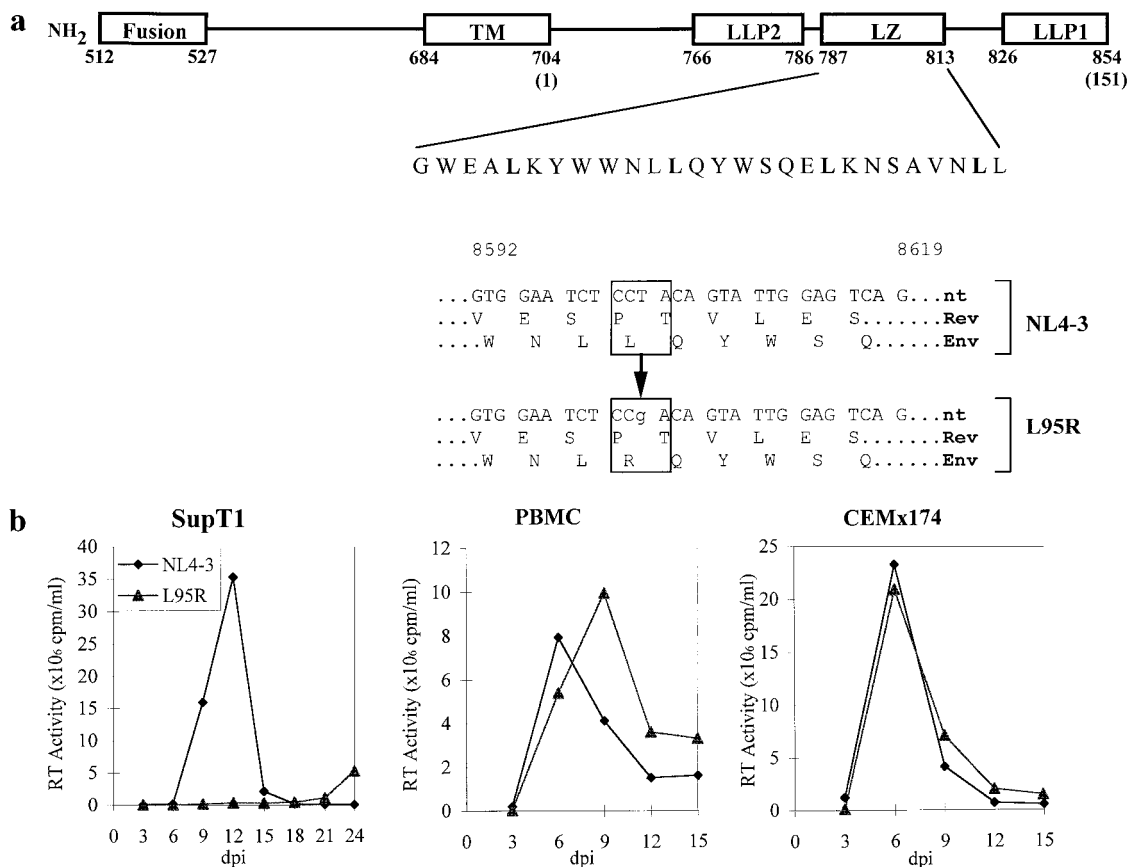 a
NH2 Fusion TM LLP2 LZ LLP1
512 527 684 704 766 786 787 813 826 854
(1) (151)
G W E A L K Y W W N L L Q Y W S Q E L K N S A V N L L
8592 8619
...GTG GAA TCT CCT ACA GTA TTG GAG TCA G...nt
....V E S P T V L E S.......Rev
....W N L L Q Y W S Q......Env
NL4-3
...GTG GAA TCT CCg ACA GTA TTG GAG TCA G...nt
....V E S P T V L E S.......Rev
....W N L R Q Y W S Q.......Env
L95R
b
SupT1
RT Activity (x106 cpm/ml)
40
35
30
25
20
15
10
5
0
NL4-3
L95R
0 3 6 9 12 15 18 21 24
dpi
PBMC
RT Activity (x106 cpm/ml)
12
10
8
6
4
2
0
0 3 6 9 12 15
dpi
CEMx174
RT Activity (x106 cpm/ml)
25
20
15
10
5
0
0 3 6 9 12 15
dpi